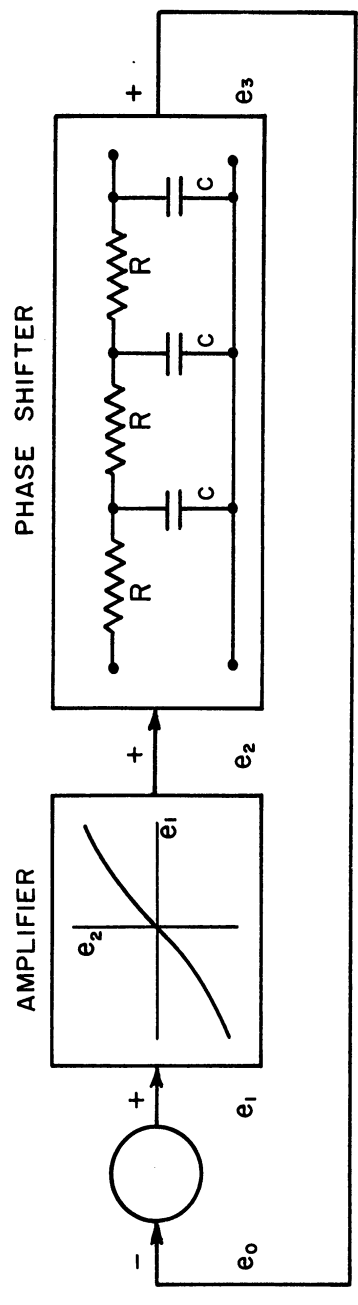 AMPLIFIER
PHASE SHIFTER
e₂
e₁
R
R
R
C
C
C
−
+
+
+
e₀
e₁
e₂
e₃